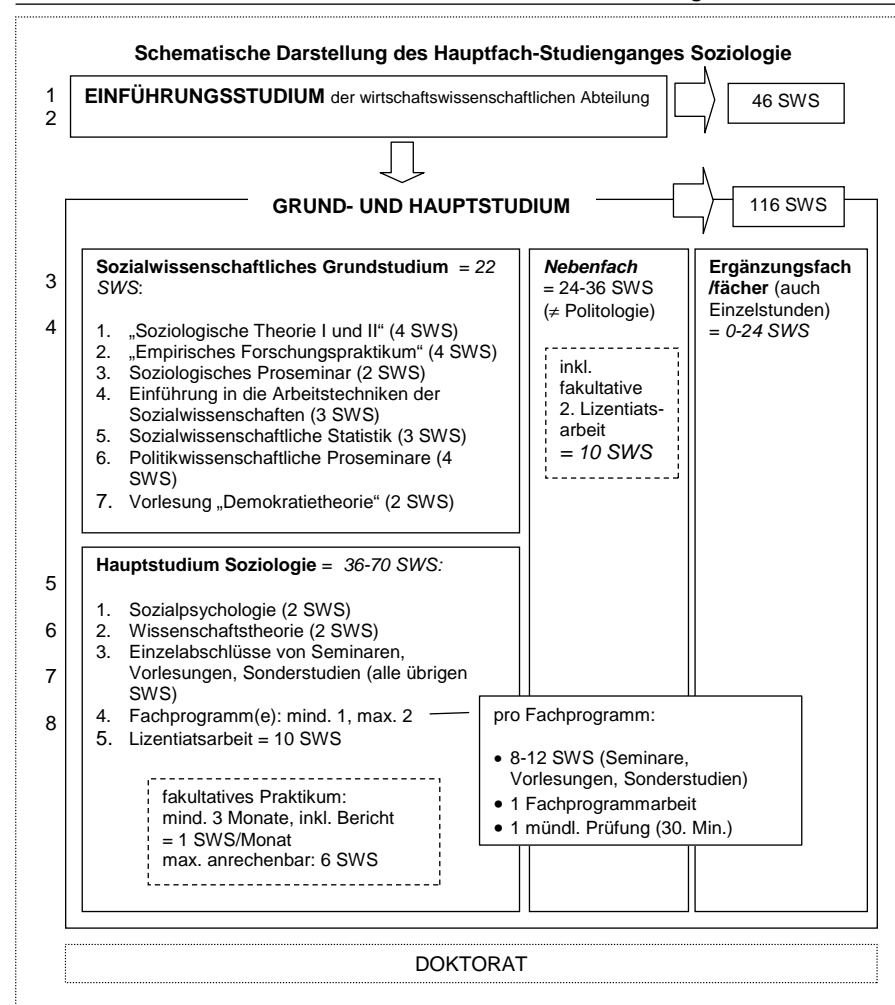 Schematische Darstellung des Hauptfach-Studienganges Soziologie
1
2
EINFÜHRUNGSSTUDIUM der wirtschaftswissenschaftlichen Abteilung
46 SWS
GRUND- UND HAUPTSTUDIUM
116 SWS
3
4
Sozialwissenschaftliches Grundstudium = 22
SWS:
1. „Soziologische Theorie I und II“ (4 SWS)
2. „Empirisches Forschungspraktikum“ (4 SWS)
3. Soziologisches Proseminar (2 SWS)
4. Einführung in die Arbeitstechniken der
Sozialwissenschaften (3 SWS)
5. Sozialwissenschaftliche Statistik (3 SWS)
6. Politikwissenschaftliche Proseminare (4
SWS)
7. Vorlesung „Demokratietheorie“ (2 SWS)
Nebenfach
= 24-36 SWS
(≠ Politologie)
inkl.
fakultative
2. Lizentiats-
arbeit
= 10 SWS
Ergänzungsfach
/fächer (auch
Einzelstunden)
= 0-24 SWS
5
6
7
8
Hauptstudium Soziologie = 36-70 SWS:
1. Sozialpsychologie (2 SWS)
2. Wissenschaftstheorie (2 SWS)
3. Einzelabschlüsse von Seminaren,
Vorlesungen, Sonderstudien (alle übrigen
SWS)
4. Fachprogramm(e): mind. 1, max. 2
5. Lizentiatsarbeit = 10 SWS
fakultatives Praktikum:
mind. 3 Monate, inkl. Bericht
= 1 SWS/Monat
max. anrechenbar: 6 SWS
pro Fachprogramm:
• 8-12 SWS (Seminare,
Vorlesungen, Sonderstudien)
• 1 Fachprogrammarbeit
• 1 mündl. Prüfung (30. Min.)
DOKTORAT